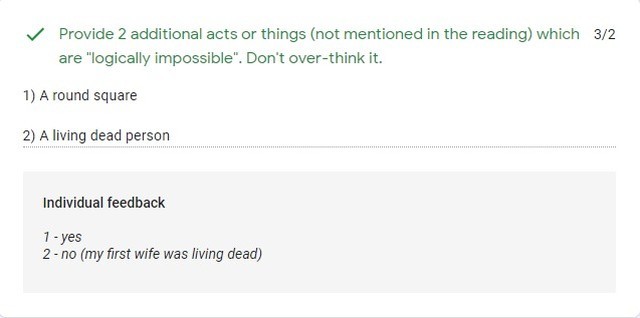 Provide 2 additional acts or things (not mentioned in the reading) which 3/2
are "logically impossible". Don't over-think it.
1) A round square
2) A living dead person
Individual feedback
1 - yes
2 - no (my first wife was living dead)